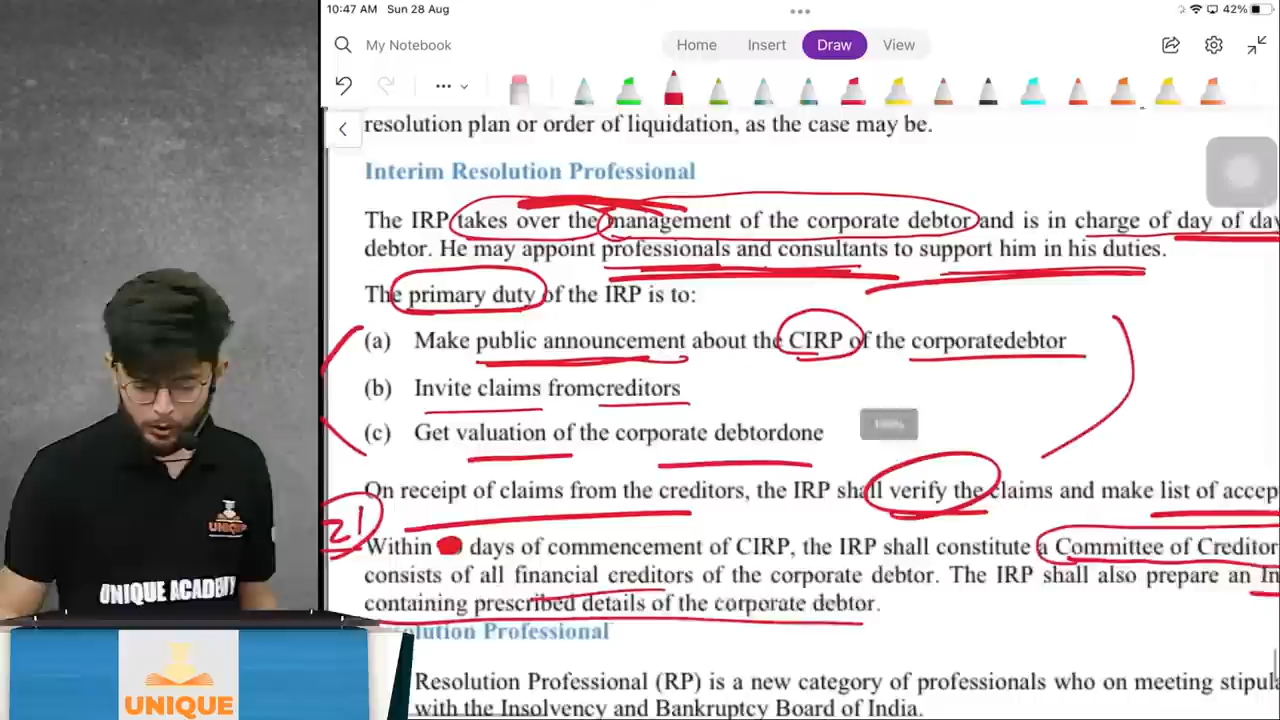 10:47 AM Sun 28 Aug
42%
My Notebook
Home Insert Draw View
resolution plan or order of liquidation, as the case may be.
Interim Resolution Professional
The IRP takes over the management of the corporate debtor and is in charge of day of day
debtor. He may appoint professionals and consultants to support him in his duties.
The primary duty of the IRP is to:
(a) Make public announcement about the CIRP of the corporatedebtor
(b) Invite claims fromcreditors
(c) Get valuation of the corporate debtordone
On receipt of claims from the creditors, the IRP shall verify the claims and make list of accep
21
Within days of commencement of CIRP, the IRP shall constitute a Committee of Creditor
consists of all financial creditors of the corporate debtor. The IRP shall also prepare an In
containing prescribed details of the corporate debtor.
solution Professional
Resolution Professional (RP) is a new category of professionals who on meeting stipul
with the Insolvency and Bankruptcy Board of India.
UNIQUE
UNIQUE ACADEMY
UNIQUE